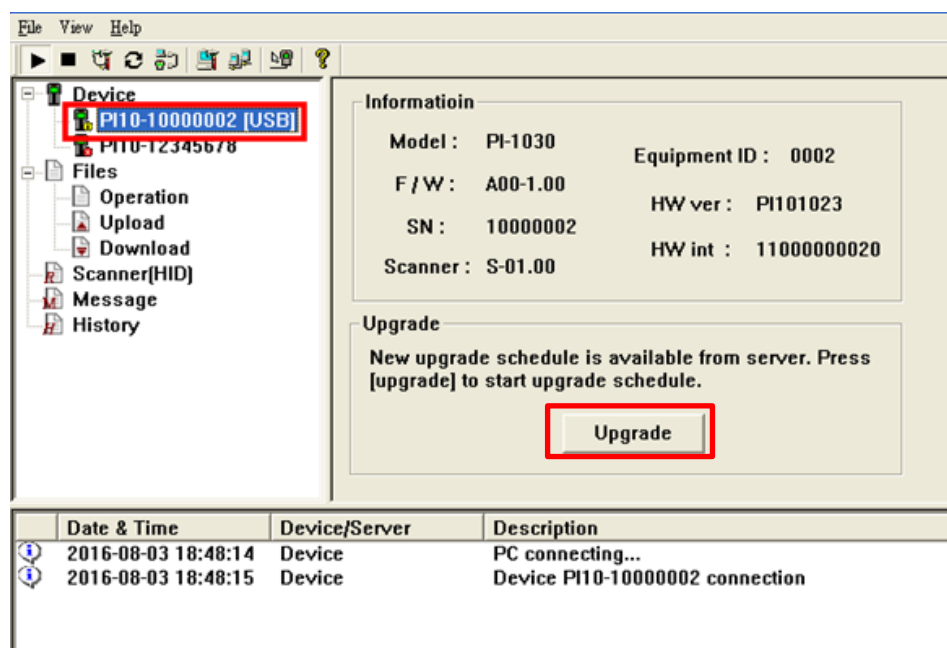 File View Help
Device
PI10-10000002 [USB]
PI10-12345678
Files
Operation
Upload
Download
Scanner(HID)
Message
History
Informatioin
Model : PI-1030
Equipment ID : 0002
F / W : A00-1.00
HW ver : PI101023
SN : 10000002
HW int : 11000000020
Scanner : S-01.00
Upgrade
New upgrade schedule is available from server. Press
[upgrade] to start upgrade schedule.
Upgrade
Date & Time Device/Server Description
2016-08-03 18:48:14 Device PC connecting...
2016-08-03 18:48:15 Device Device PI10-10000002 connection